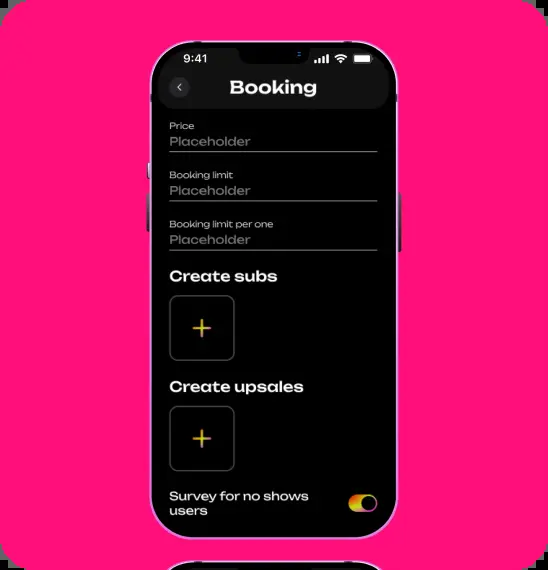 9:41
Booking
Price
Placeholder
Booking limit
Placeholder
Booking limit per one
Placeholder
Create subs
Create upsales
Survey for no shows
users